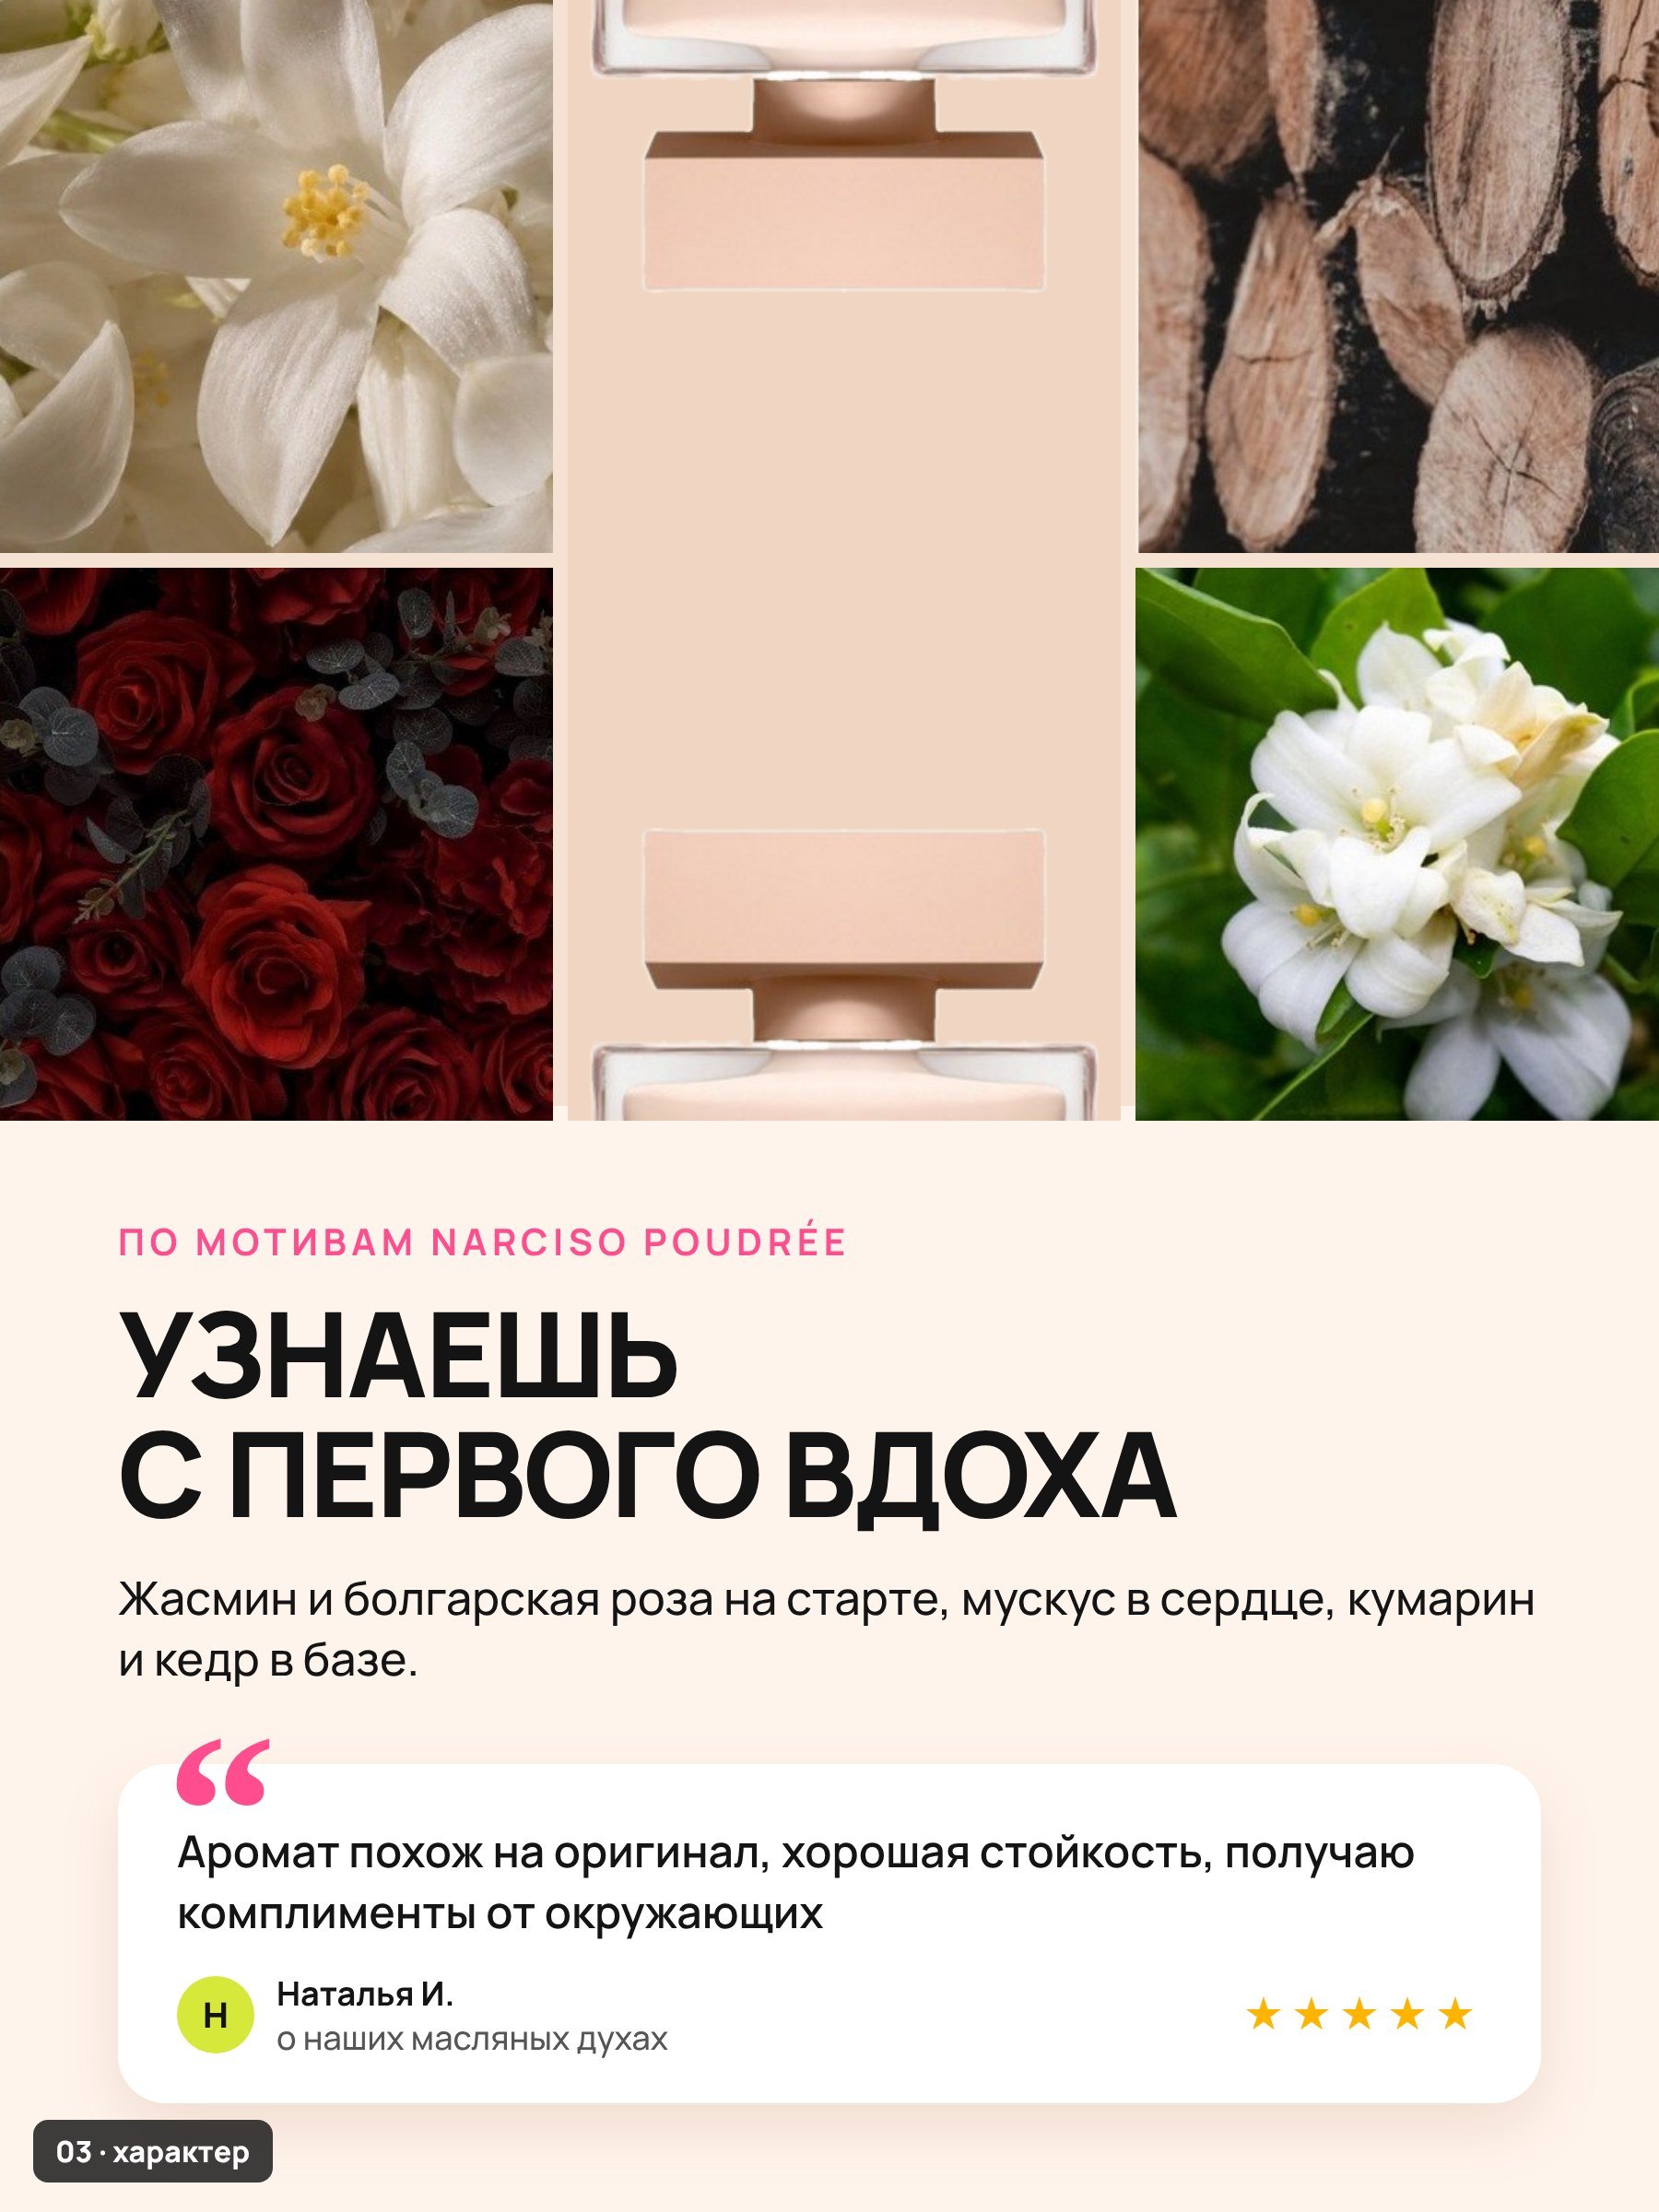 ПО МОТИВАМ NARCISO POUDRÉE
УЗНАЕШЬ
С ПЕРВОГО ВДОХА
Жасмин и болгарская роза на старте, мускус в сердце, кумарин
и кедр в базе.
“
Аромат похож на оригинал, хорошая стойкость, получаю
комплименты от окружающих
Н
Наталья И.
о наших масляных духах
★★★★★
03 · характер